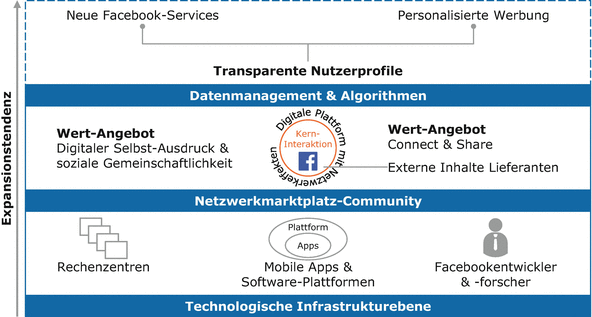 Expansionstendenz
Neue Facebook-Services
Personalisierte Werbung
Transparente Nutzerprofile
Datenmanagement & Algorithmen
Wert-Angebot
Digitaler Selbst-Ausdruck &
soziale Gemeinschaftlichkeit
Digitale Plattform mit Netzwerkeffekten
Kern-
Interaktion
f
Wert-Angebot
Connect & Share
Externe Inhalte Lieferanten
Netzwerkmarktplatz-Community
Rechenzentren
Plattform
Apps
Mobile Apps &
Software-Plattformen
i
Facebookentwickler
& -forscher
Technologische Infrastrukturebene